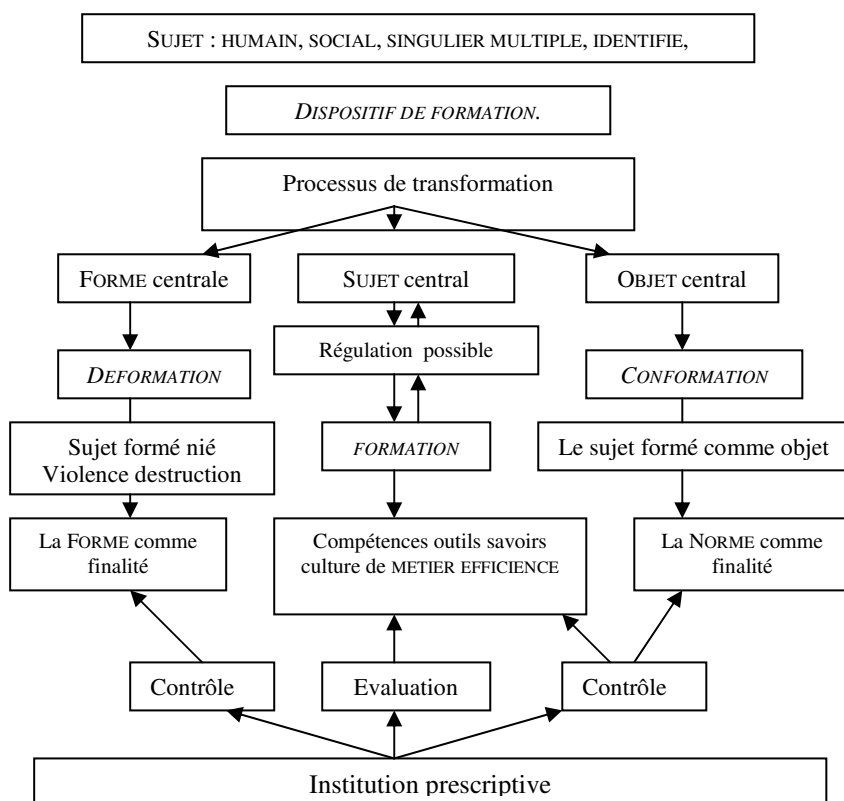 SUJET : HUMAIN, SOCIAL, SINGULIER MULTIPLE, IDENTIFIE,
DISPOSITIF DE FORMATION.
Processus de transformation
FORME centrale
SUJET central
OBJET central
Régulation possible
DEFORMATION
CONFORMATION
Sujet formé nié
Violence destruction
FORMATION
Le sujet formé comme objet
La FORME comme
finalité
Compétences outils savoirs
culture de METIER EFFICIENCE
La NORME comme
finalité
Contrôle
Evaluation
Contrôle
Institution prescriptive